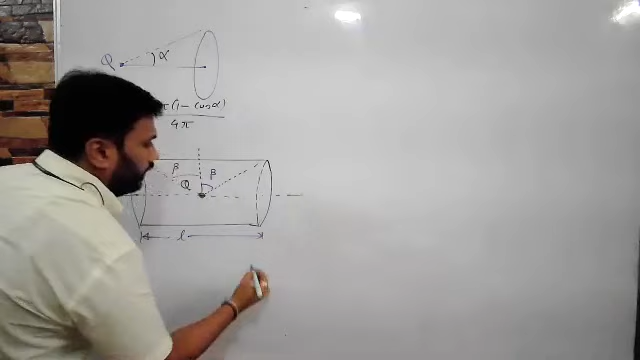 Q α
π(1 - cosα)
4π
β β
Q
l